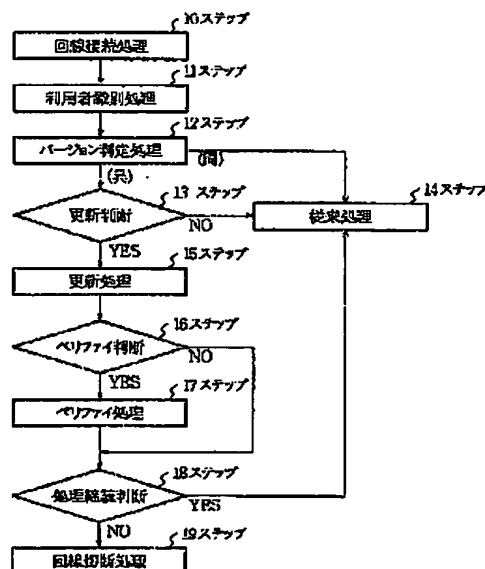 10ステップ
回線接続処理
11ステップ
利用者識別処理
12ステップ
バージョン判定処理
(同)
(異)
13 ステップ
14ステップ
更新判断
NO
従来処理
YES
15ステップ
更新処理
16ステップ
ベリファイ判断
NO
YES
17ステップ
ベリファイ処理
18ステップ
処理継続判断
YES
NO
19ステップ
回線切断処理